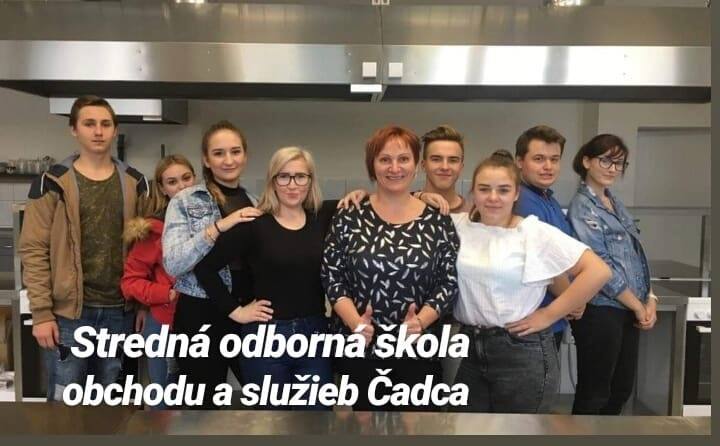 Stredná odborná škola
obchodu a služieb Čadca